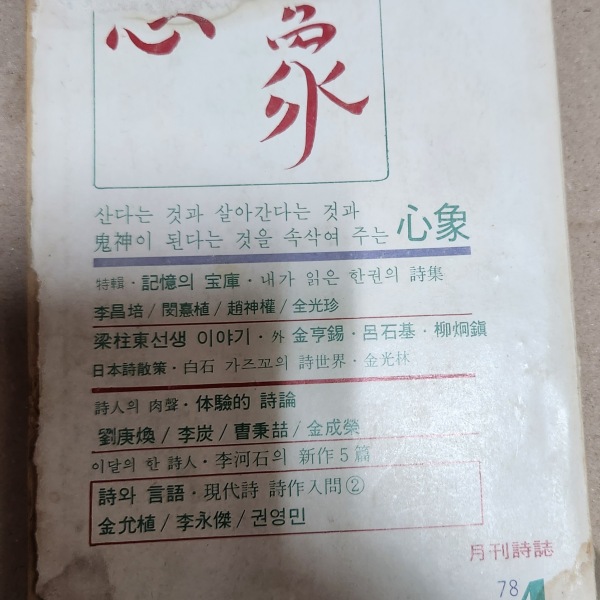 心象
산다는 것과 살아간다는 것과
鬼神이 된다는 것을 속삭여 주는 心象
特輯·記憶의 宝庫·내가 읽은 한권의 詩集
李昌培/閔憙植/趙神權/全光珍
梁柱東선생 이야기·外 金亨錫·呂石基·柳炯鎭
日本詩散策·白石 가즈꼬의 詩世界·金光林
詩人의 肉聲·体驗的 詩論
劉庚煥/李炭/曹秉喆/金成榮
이달의 한 詩人·李河石의 新作5篇
詩와 言語·現代詩 詩作入問②
金允植/李永傑/권영민
月刊詩誌
78 4